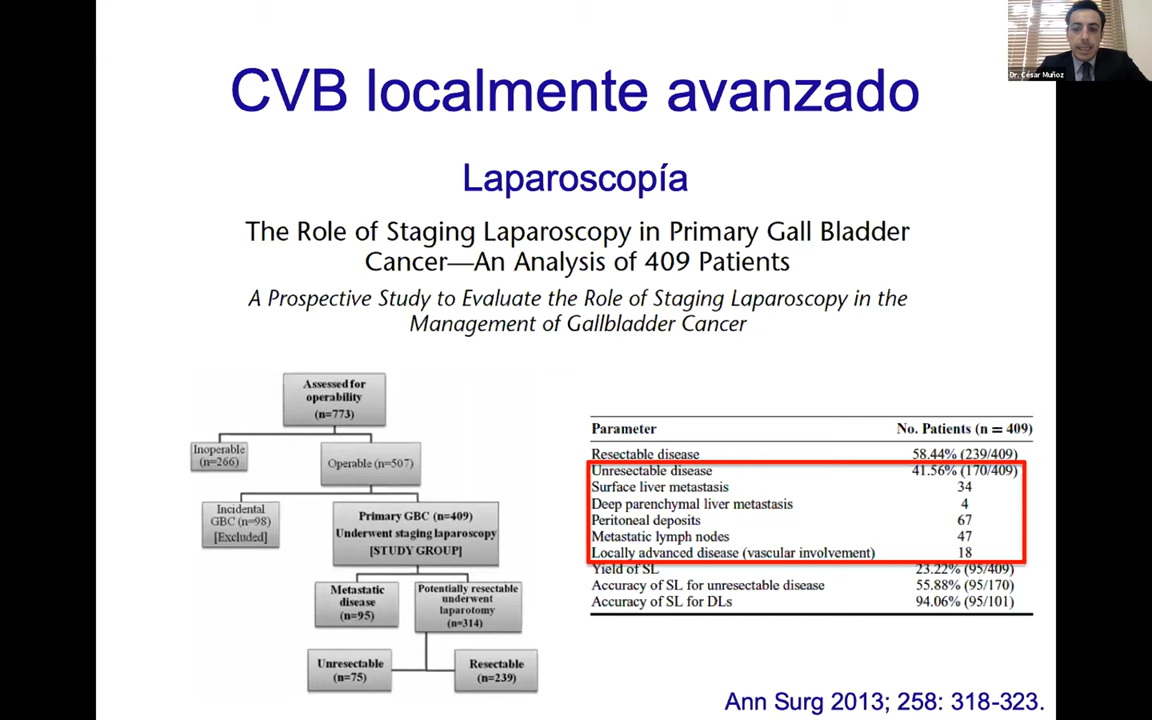 Dr. César Muñoz
CVB localmente avanzado
Laparoscopía
The Role of Staging Laparoscopy in Primary Gall Bladder
Cancer—An Analysis of 409 Patients
A Prospective Study to Evaluate the Role of Staging Laparoscopy in the
Management of Gallbladder Cancer
Assessed for
operability
(n=773)
Inoperable
(n=266)
Operable (n=507)
Incidental
GBC (n=98)
[Excluded]
Primary GBC (n=409)
Underwent staging laparoscopy
[STUDY GROUP]
Metastatic
disease
(n=95)
Potentially resectable
underwent
laparotomy
(n=314)
Unresectable
(n=75)
Resectable
(n=239)
Parameter No. Patients (n = 409)
Resectable disease 58.44% (239/409)
Unresectable disease 41.56% (170/409)
Surface liver metastasis 34
Deep parenchymal liver metastasis 4
Peritoneal deposits 67
Metastatic lymph nodes 47
Locally advanced disease (vascular involvement) 18
Yield of SL 23.22% (95/409)
Accuracy of SL for unresectable disease 55.88% (95/170)
Accuracy of SL for DLs 94.06% (95/101)
Ann Surg 2013; 258: 318-323.